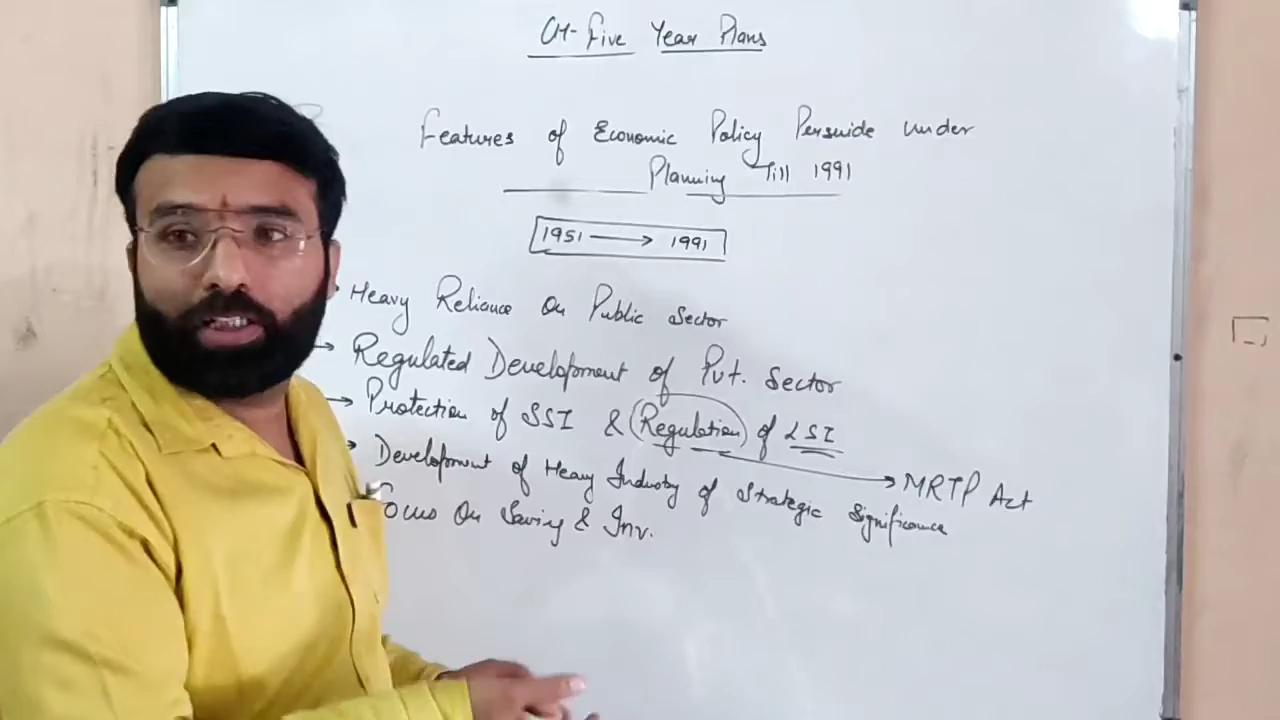 CH- Five Year Plans
Features of Economic Policy Persuide under
Planning Till 1991
1951 → 1991
Heavy Reliance On Public Sector
→ Regulated Development of Pvt. Sector
→ Protection of SSI & Regulation of LSI
→ MRTP Act
Development of Heavy Industry of Strategic Significance
Focus On Saving & Inv.